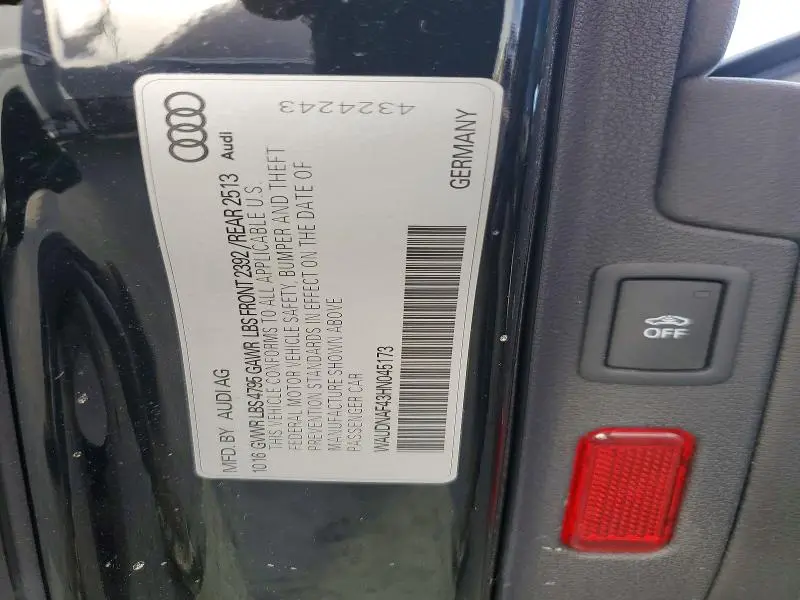 Audi
MFD. BY AUDI AG
10 16 GVWR LBS 4795 GAWR LBS FRONT 2392 / REAR 2513
THIS VEHICLE CONFORMS TO ALL APPLICABLE U.S.
FEDERAL MOTOR VEHICLE SAFETY, BUMPER AND THEFT
PREVENTION STANDARDS IN EFFECT ON THE DATE OF
MANUFACTURE SHOWN ABOVE
PASSENGER CAR
WAUDNAF43HN045173
GERMANY
4324243
OFF